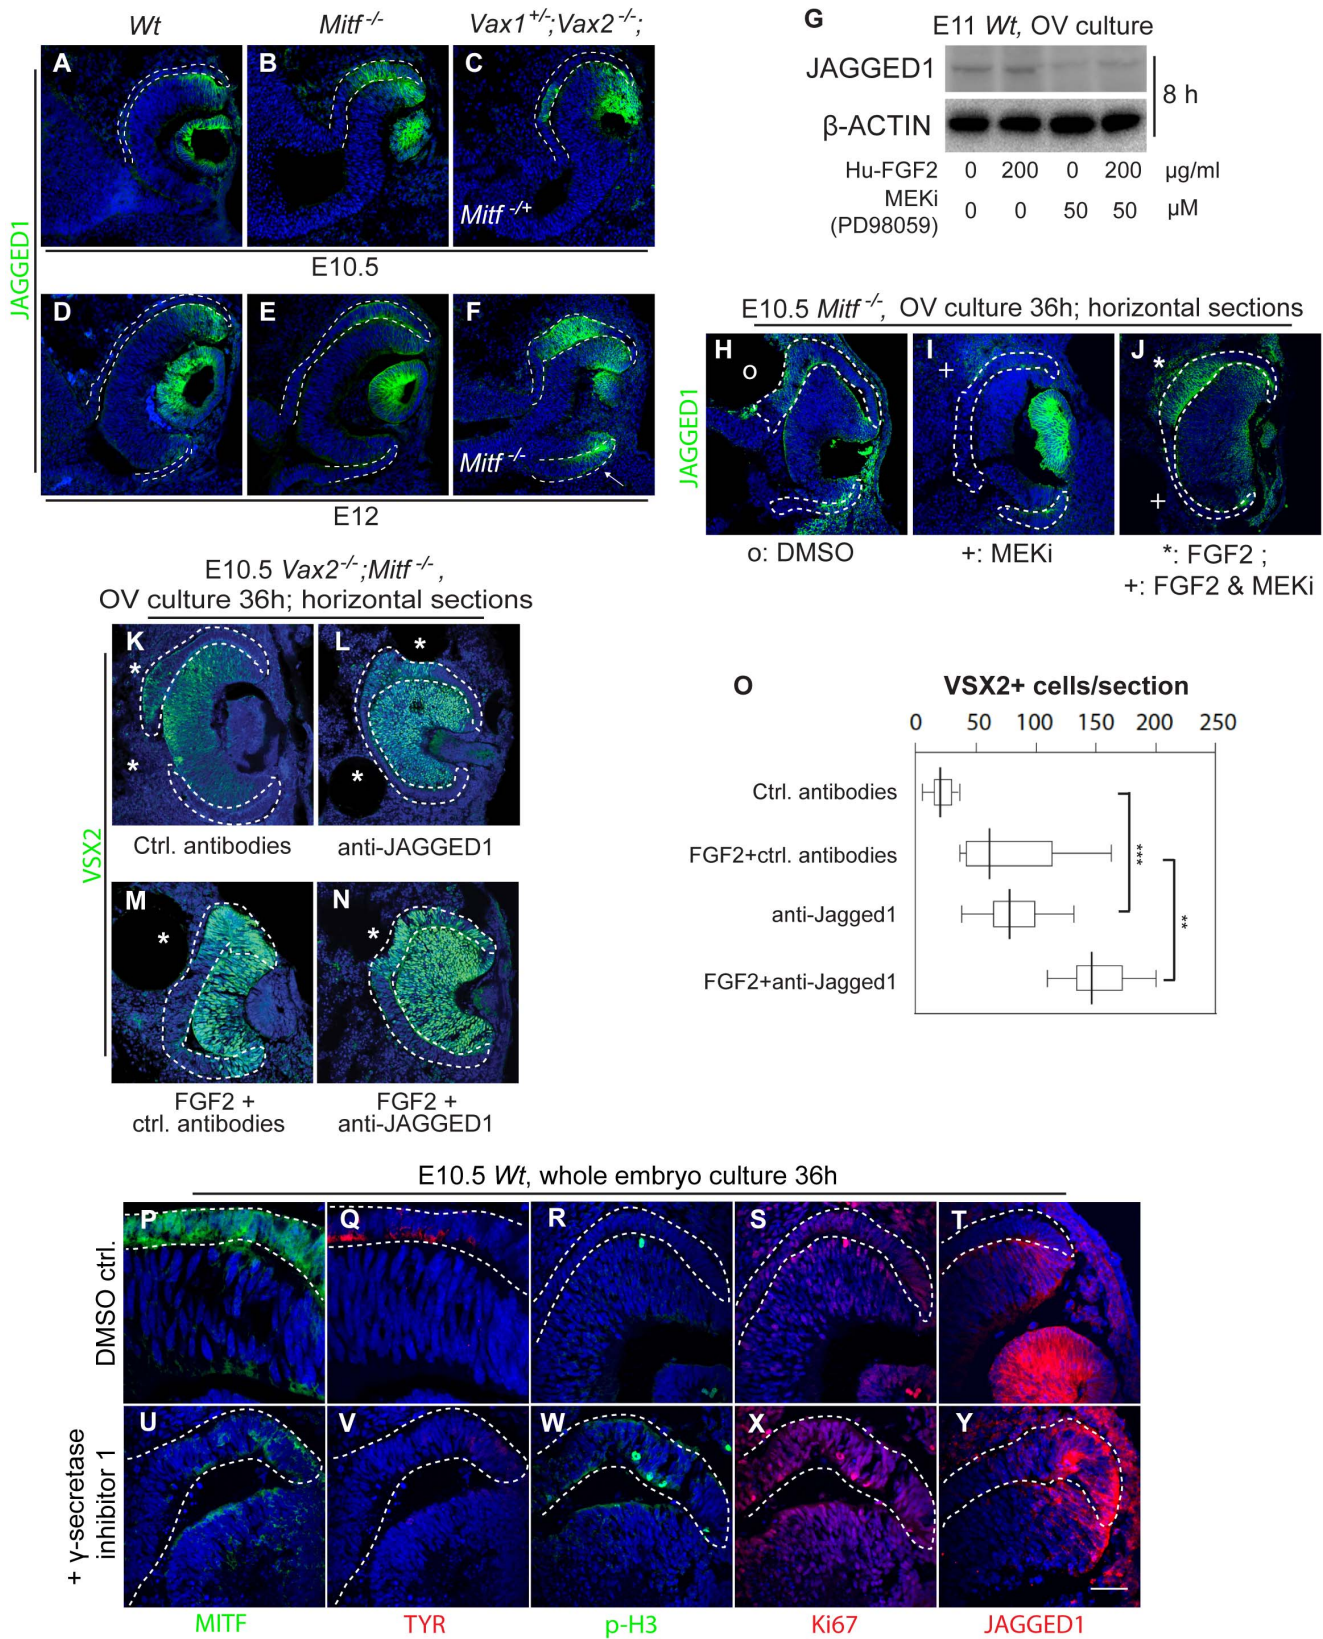 Wt
Mitf -/-
Vax1 +/-;Vax2 -/-;
A
B
C
Mitf -/+
E10.5
JAGGED1
D
E
F
Mitf -/-
E12
G
E11 Wt, OV culture
JAGGED1
β-ACTIN
8 h
Hu-FGF2 0 200 0 200 µg/ml
MEKi 0 0 50 50 µM
(PD98059)
E10.5 Mitf -/-, OV culture 36h; horizontal sections
JAGGED1
H
o
I
+
J
*
+
o: DMSO
+: MEKi
*: FGF2 ;
+: FGF2 & MEKi
E10.5 Vax2-/-;Mitf -/- ,
OV culture 36h; horizontal sections
VSX2
K
*
*
L
*
*
Ctrl. antibodies
anti-JAGGED1
M
*
N
*
FGF2 +
ctrl. antibodies
FGF2 +
anti-JAGGED1
O
VSX2+ cells/section
0 50 100 150 200 250
Ctrl. antibodies
FGF2+ctrl. antibodies
anti-Jagged1
FGF2+anti-Jagged1
***
**
E10.5 Wt, whole embryo culture 36h
DMSO ctrl.
P
Q
R
S
T
+ γ-secretase
inhibitor 1
U
V
W
X
Y
MITF
TYR
p-H3
Ki67
JAGGED1